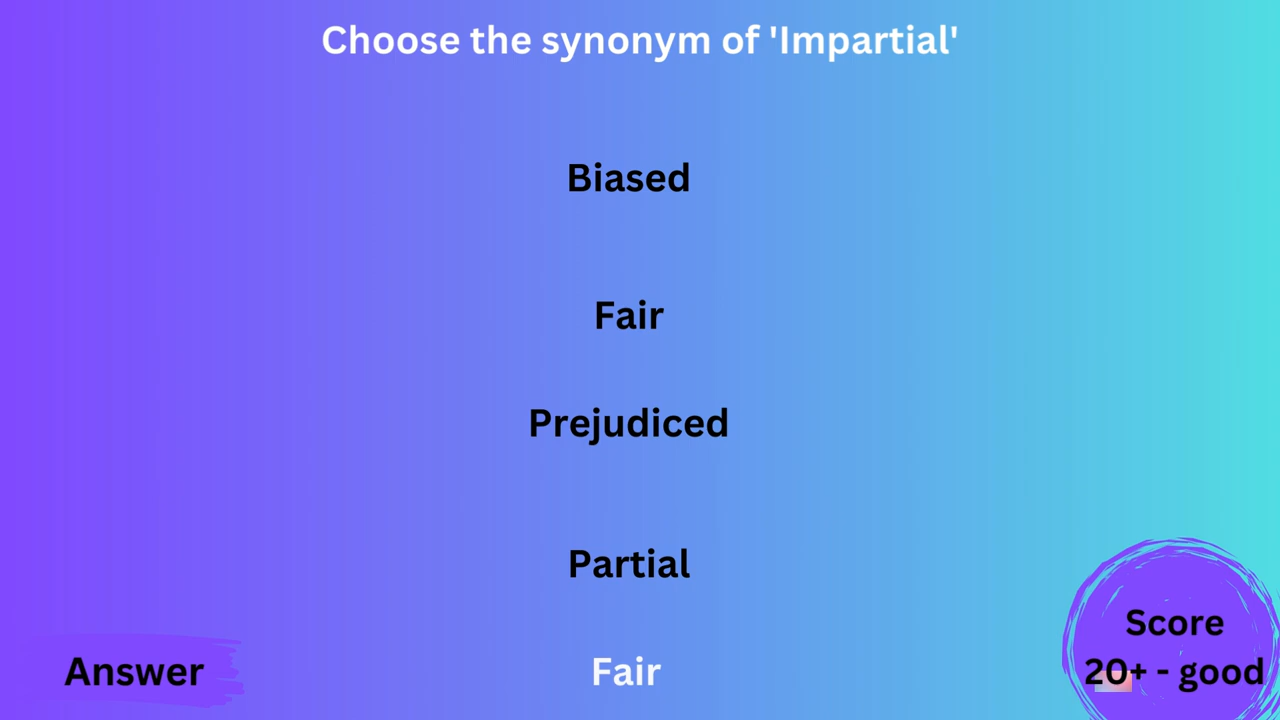 Choose the synonym of 'Impartial'
Biased
Fair
Prejudiced
Partial
Answer
Fair
Score
20+ - good